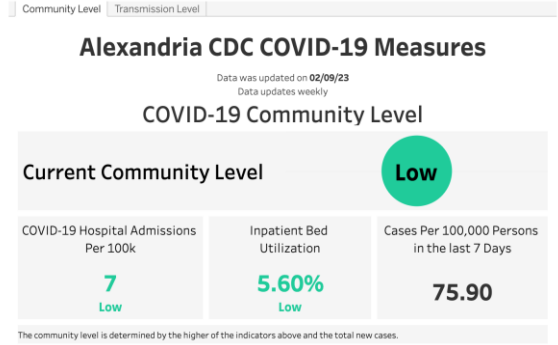 Community Level
Transmission Level
Alexandria CDC COVID-19 Measures
Data was updated on 02/09/23
Data updates weekly
COVID-19 Community Level
Current Community Level
Low
COVID-19 Hospital Admissions
Per 100k
7
Low
Inpatient Bed
Utilization
5.60%
Low
Cases Per 100,000 Persons
in the last 7 Days
75.90
The community level is determined by the higher of the indicators above and the total new cases.